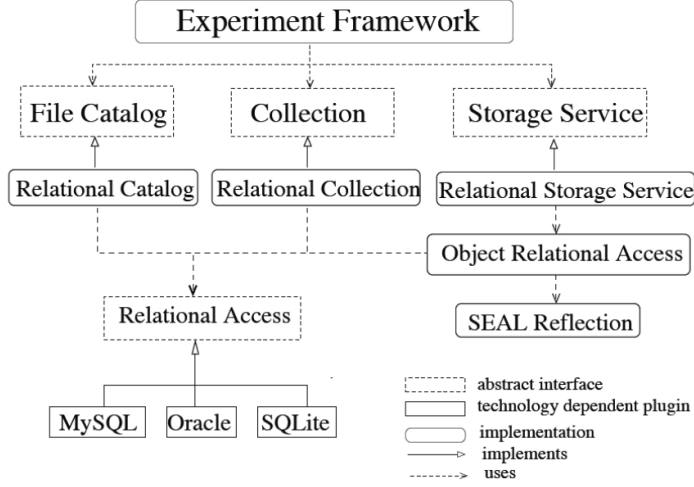 Experiment Framework
File Catalog
Collection
Storage Service
Relational Catalog
Relational Collection
Relational Storage Service
Object Relational Access
Relational Access
SEAL Reflection
MySQL
Oracle
SQLite
abstract interface
technology dependent plugin
implementation
implements
uses